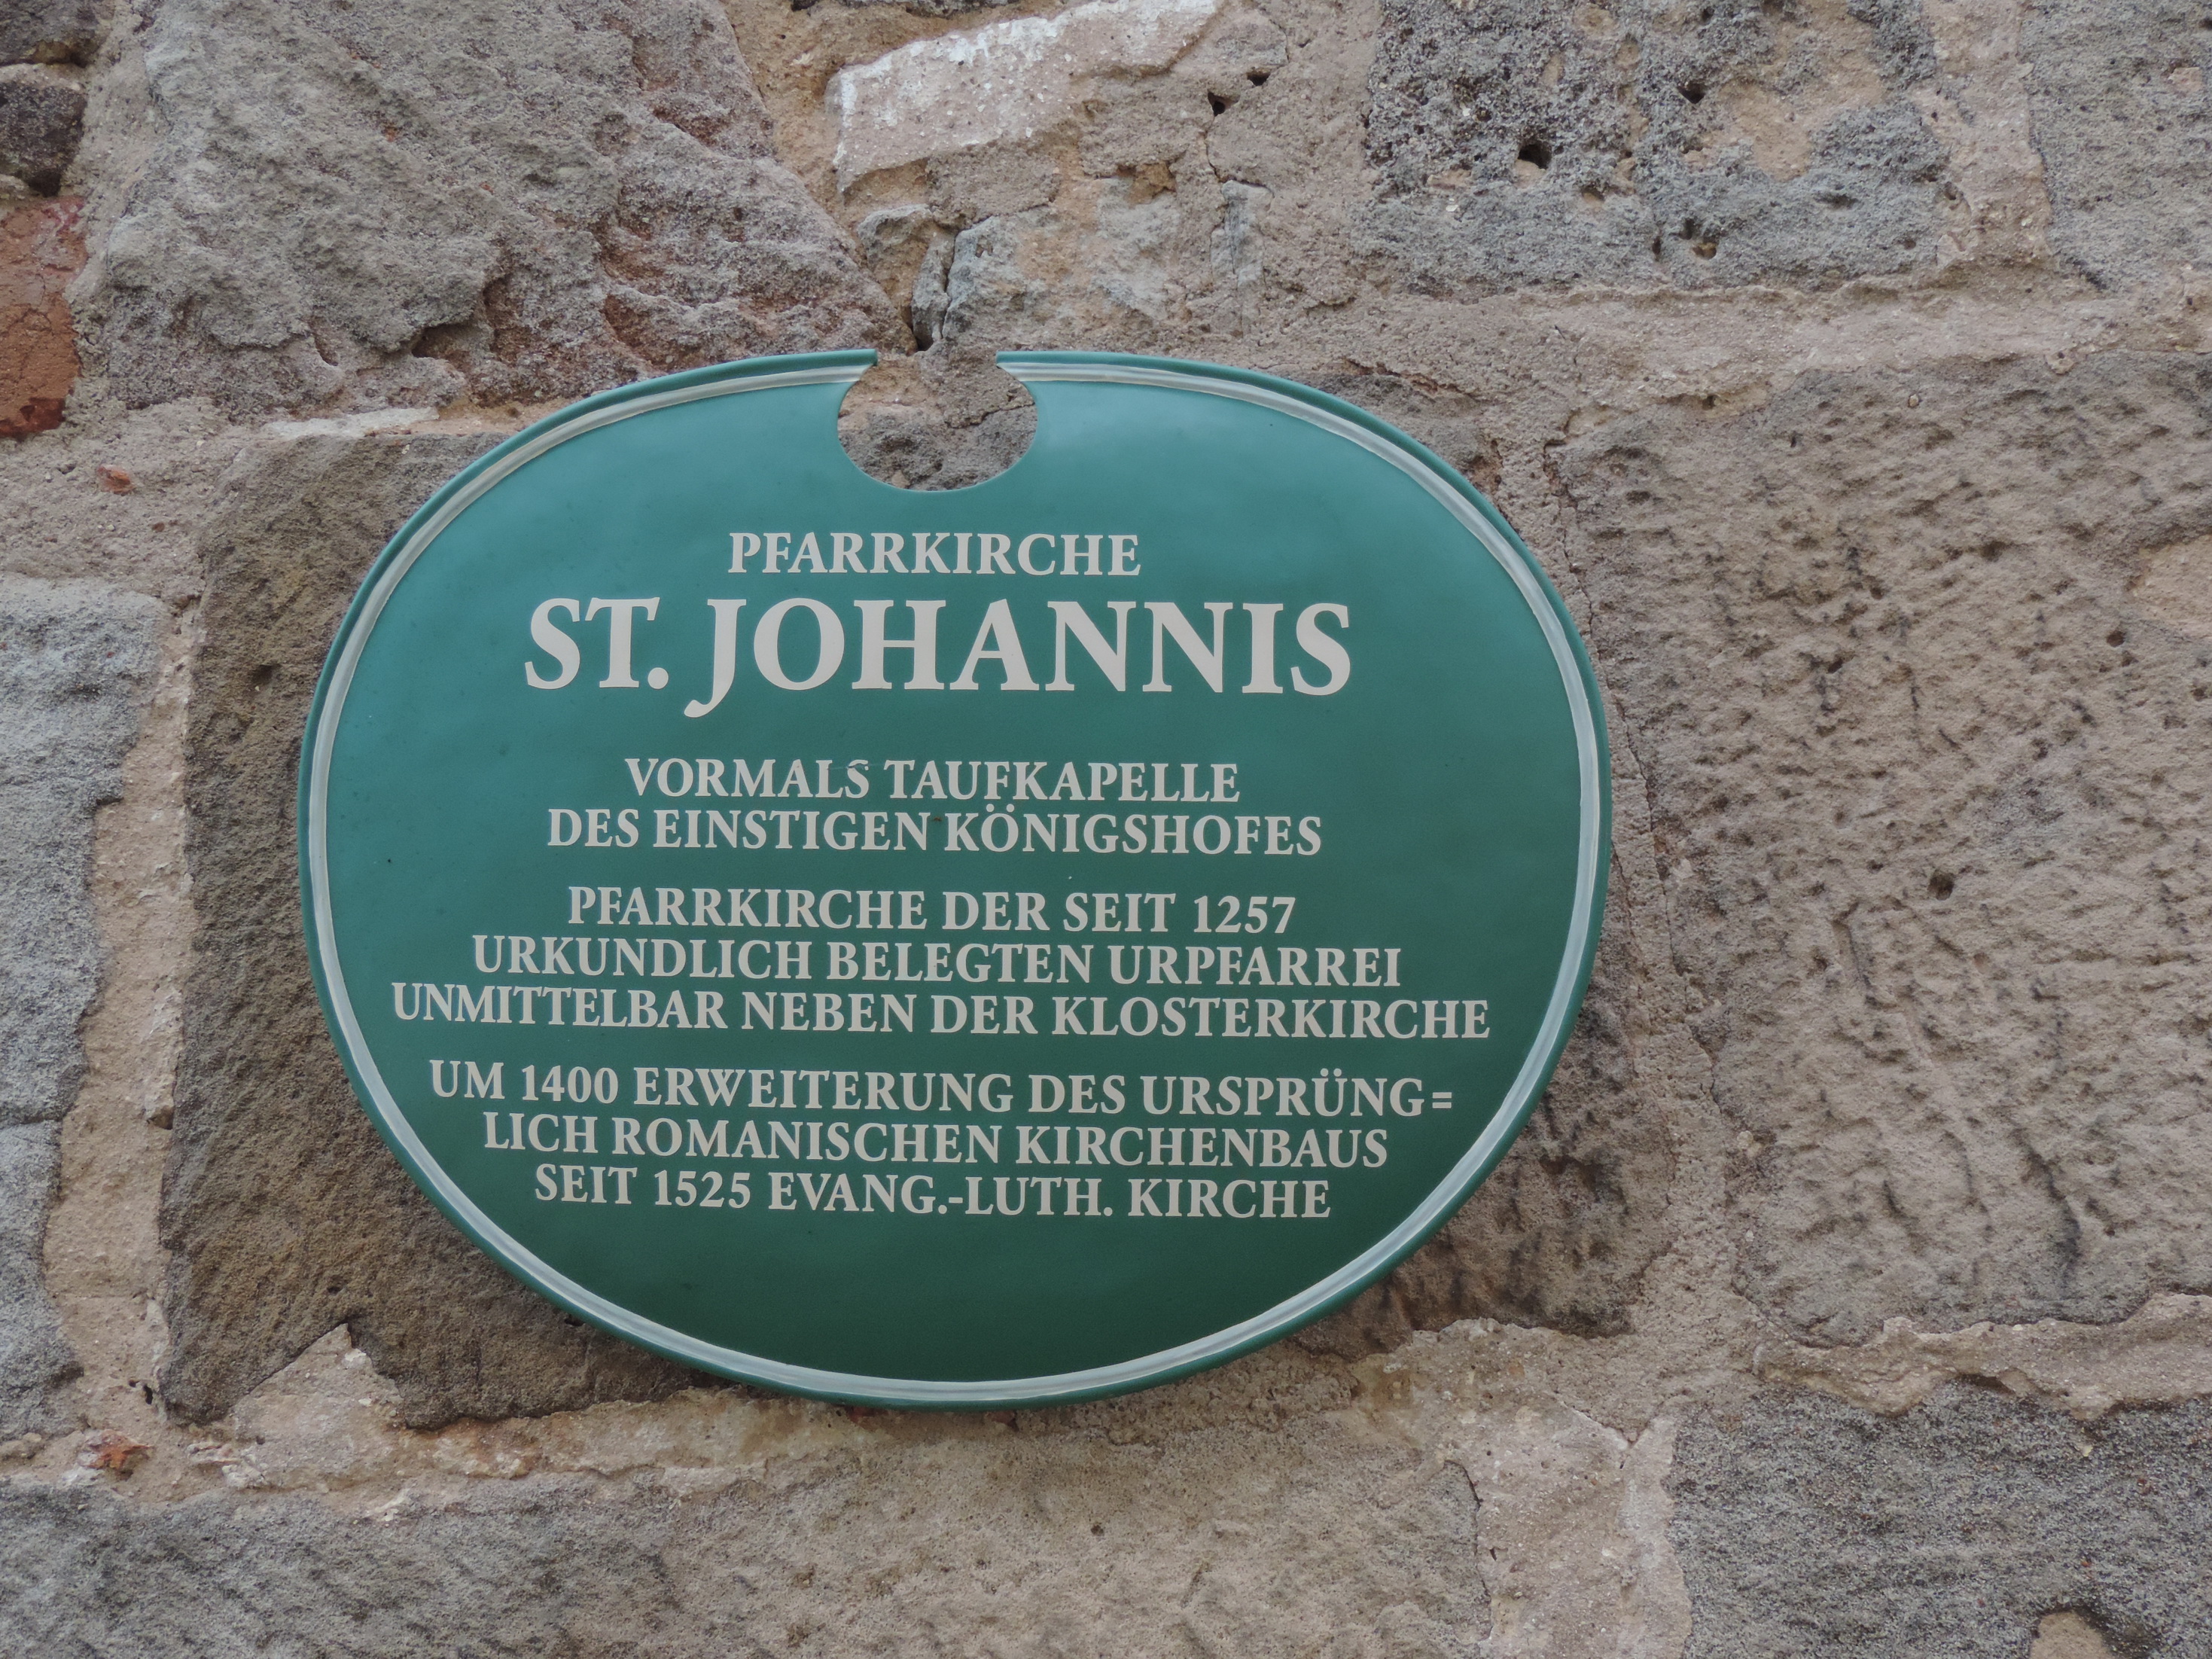 PFARRKIRCHE
ST. JOHANNIS
VORMALS TAUFKAPELLE
DES EINSTIGEN KÖNIGSHOFES
PFARRKIRCHE DER SEIT 1257
URKUNDLICH BELEGTEN URPFARREI
UNMITTELBAR NEBEN DER KLOSTERKIRCHE
UM 1400 ERWEITERUNG DES URSPRÜNG=
LICH ROMANISCHEN KIRCHENBAUS
SEIT 1525 EVANG.-LUTH. KIRCHE